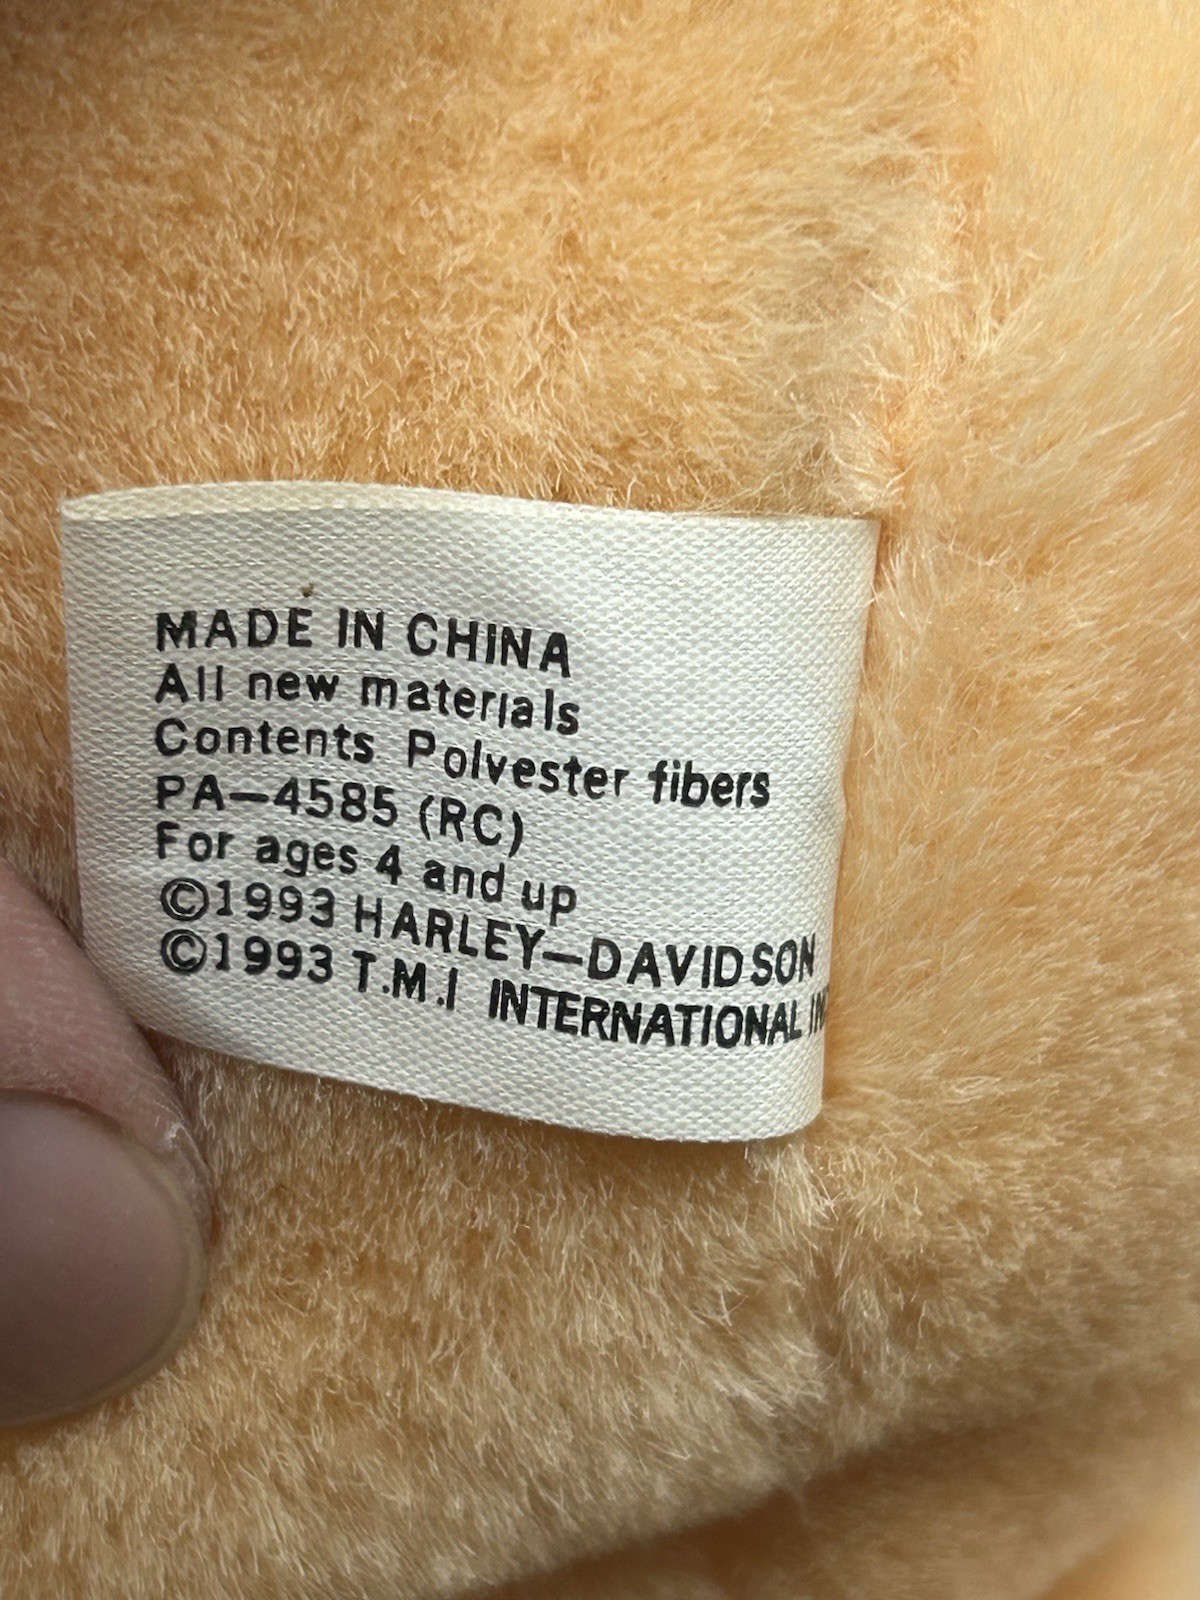 MADE IN CHINA
All new materials
Contents Polvester fibers
PA-4585 (RC)
For ages 4 and up
©1993 HARLEY-DAVIDSON
©1993 T.M.I INTERNATIONAL